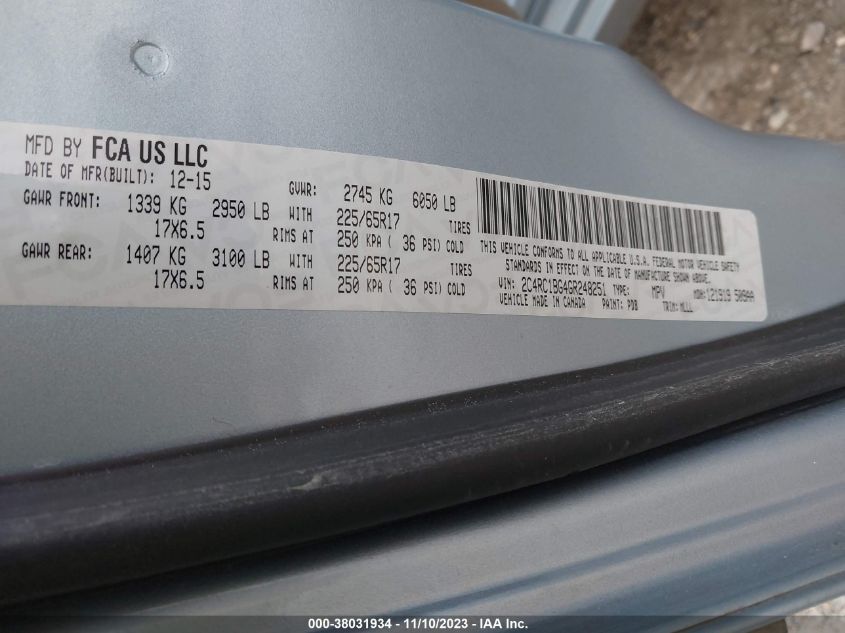 MFD BY FCA US LLC
DATE OF MFR(BUILT): 12-15 GVWR: 2745 KG 6050 LB
GAWR FRONT: 1339 KG 2950 LB WITH 225/65R17 TIRES
17X6.5 RIMS AT 250 KPA ( 36 PSI) COLD
GAWR REAR: 1407 KG 3100 LB WITH 225/65R17 TIRES
17X6.5 RIMS AT 250 KPA ( 36 PSI) COLD
THIS VEHICLE CONFORMS TO ALL APPLICABLE U.S.A. FEDERAL MOTOR VEHICLE SAFETY
STANDARDS IN EFFECT ON THE DATE OF MANUFACTURE SHOWN ABOVE.
VIN: 2C4RC1BG4GR248251 TYPE: MPV MDH:121919 509AA
VEHICLE MADE IN CANADA PAINT: PDB TRIM:
000-38031934 - 11/10/2023 - IAA Inc.